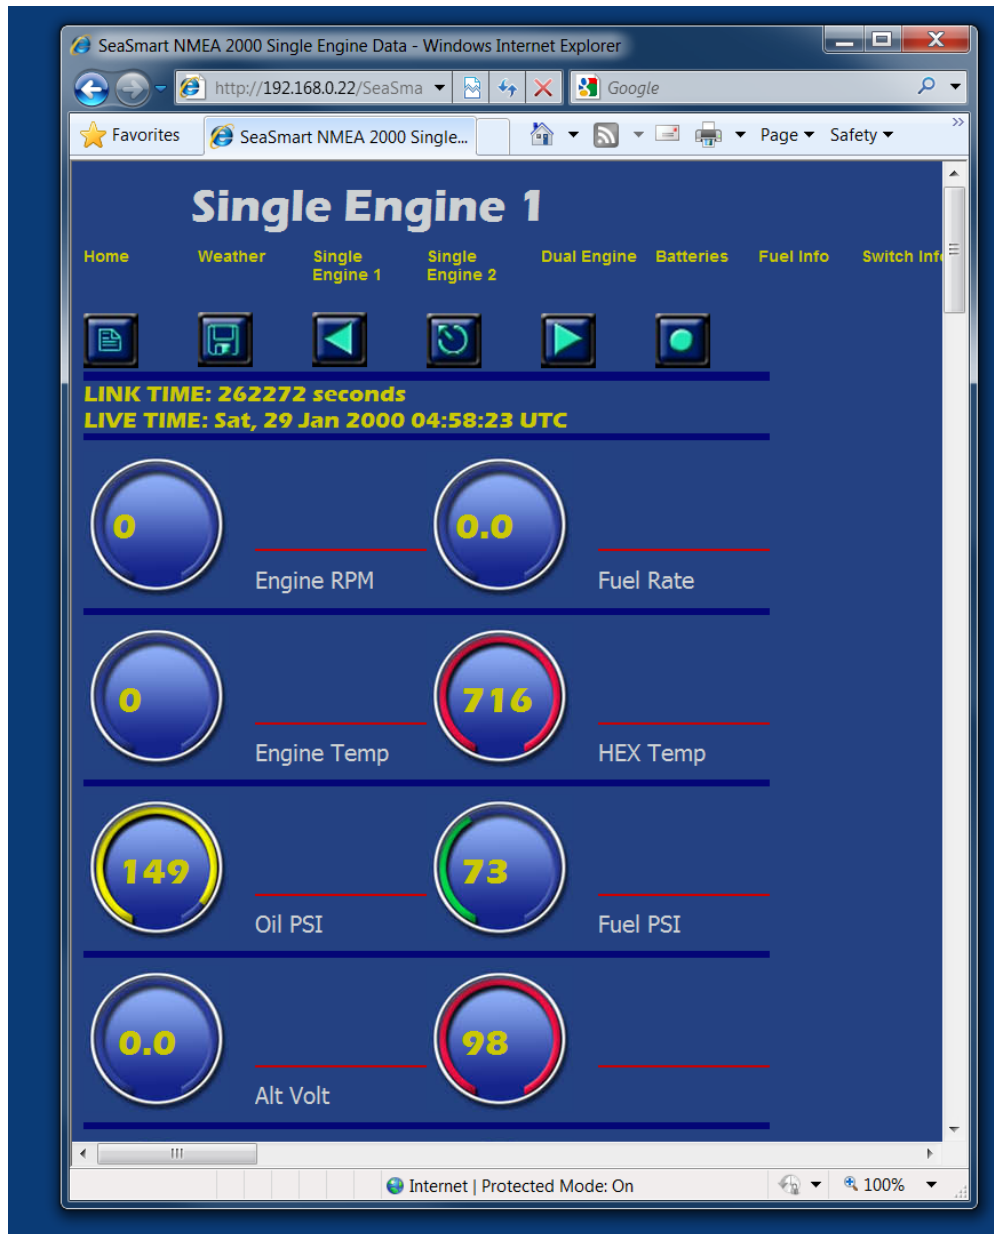 SeaSmart NMEA 2000 Single Engine Data - Windows Internet Explorer
http://192.168.0.22/SeaSma
Google
Favorites
SeaSmart NMEA 2000 Single...
Page
Safety
Single Engine 1
Home Weather Single Engine 1 Single Engine 2 Dual Engine Batteries Fuel Info Switch Info
LINK TIME: 262272 seconds
LIVE TIME: Sat, 29 Jan 2000 04:58:23 UTC
0 0.0
Engine RPM Fuel Rate
0 716
Engine Temp HEX Temp
149 73
Oil PSI Fuel PSI
0.0 98
Alt Volt
Internet | Protected Mode: On
100%